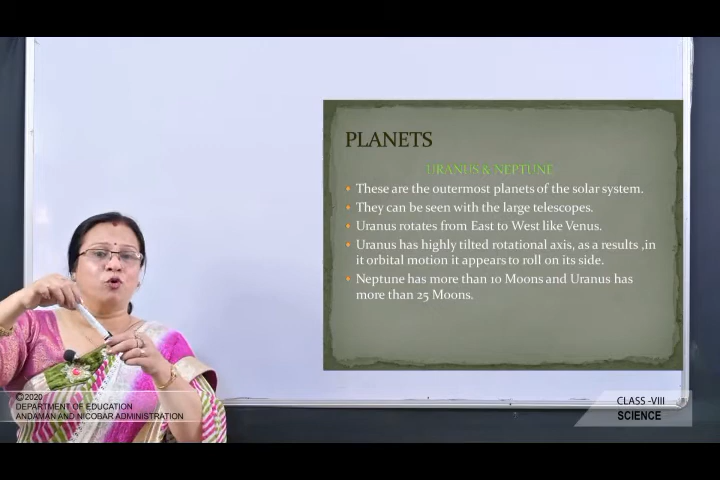 PLANETS
URANUS & NEPTUNE
• These are the outermost planets of the solar system.
• They can be seen with the large telescopes.
• Uranus rotates from East to West like Venus.
• Uranus has highly tilted rotational axis, as a results ,in
it orbital motion it appears to roll on its side.
• Neptune has more than 10 Moons and Uranus has
more than 25 Moons.
©2020
DEPARTMENT OF EDUCATION
ANDAMAN AND NICOBAR ADMINISTRATION
CLASS -VIII
SCIENCE